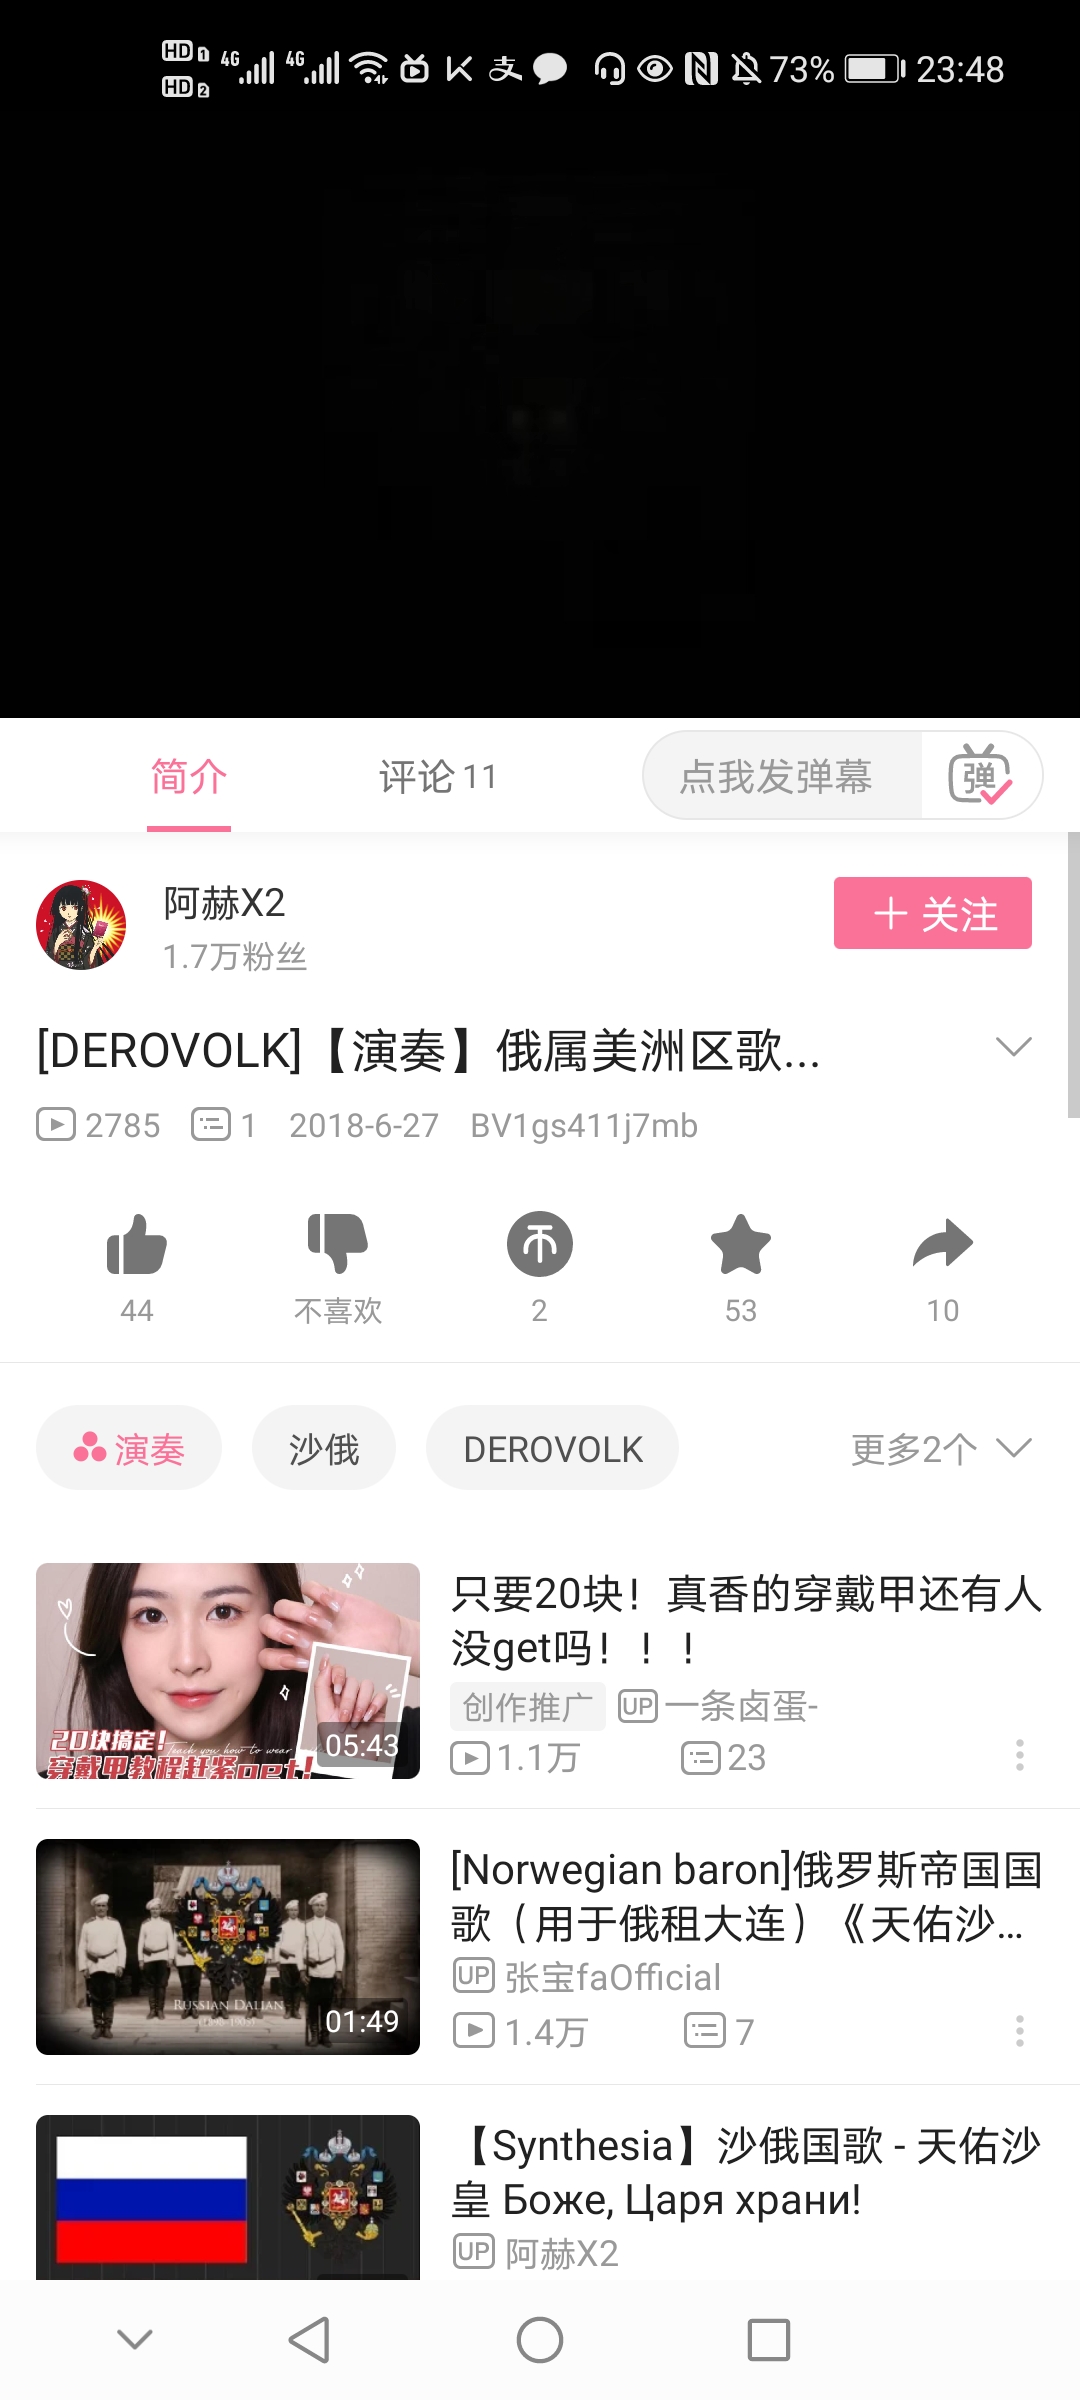 HD 1 4G 4G 73% 23:48
HD 2
简介 评论 11 点我发弹幕 弹
阿赫X2
1.7万粉丝
+ 关注
[DEROVOLK]【演奏】俄属美洲区歌...
2785 1 2018-6-27 BV1gs411j7mb
44 不喜欢 2 53 10
演奏 沙俄 DEROVOLK 更多2个
只要20块！真香的穿戴甲还有人
没get吗！！！
创作推广 UP 一条卤蛋-
1.1万 23
20块搞定!
Teach you how to wear
05:43
穿戴甲教程赶紧get!
[Norwegian baron]俄罗斯帝国国
歌（用于俄租大连）《天佑沙...
UP 张宝faOfficial
1.4万 7
RUSSIAN DALIAN
01:49
【Synthesia】沙俄国歌 - 天佑沙
皇 Боже, Царя храни!
UP 阿赫X2